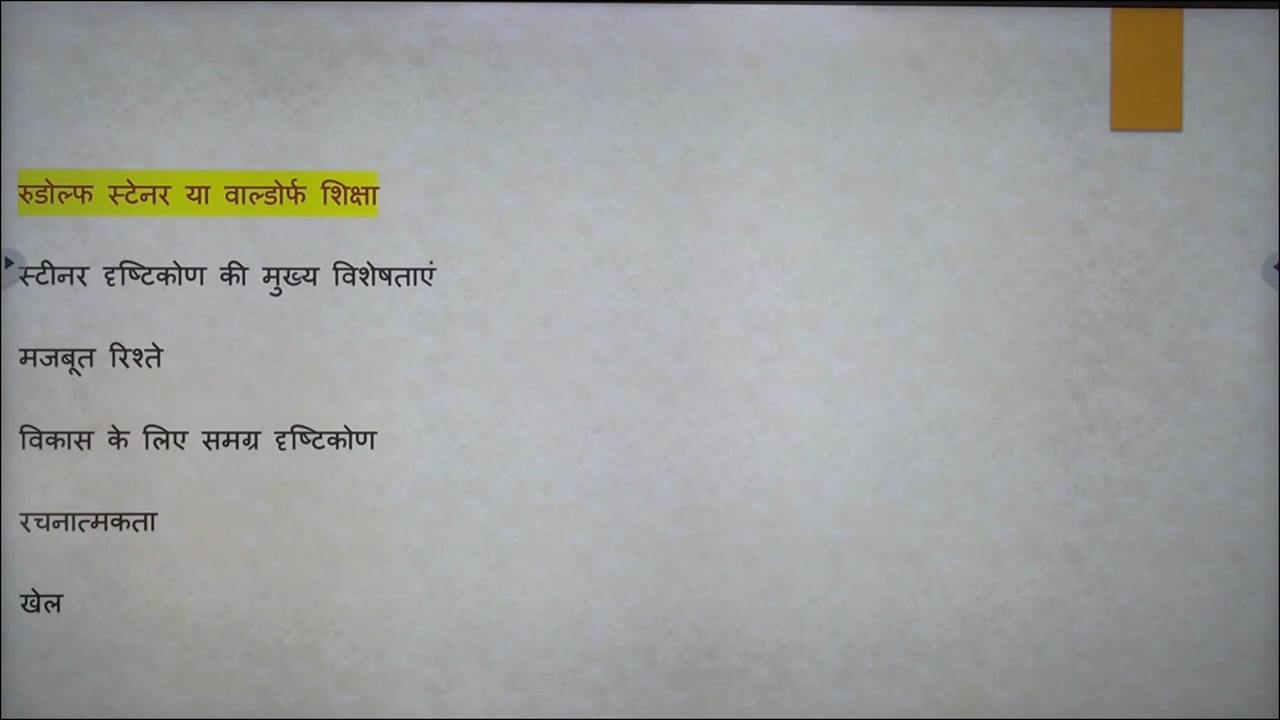 रुडोल्फ स्टेनर या वाल्डोर्फ शिक्षा
स्टीनर दृष्टिकोण की मुख्य विशेषताएं
मजबूत रिश्ते
विकास के लिए समग्र दृष्टिकोण
रचनात्मकता
खेल